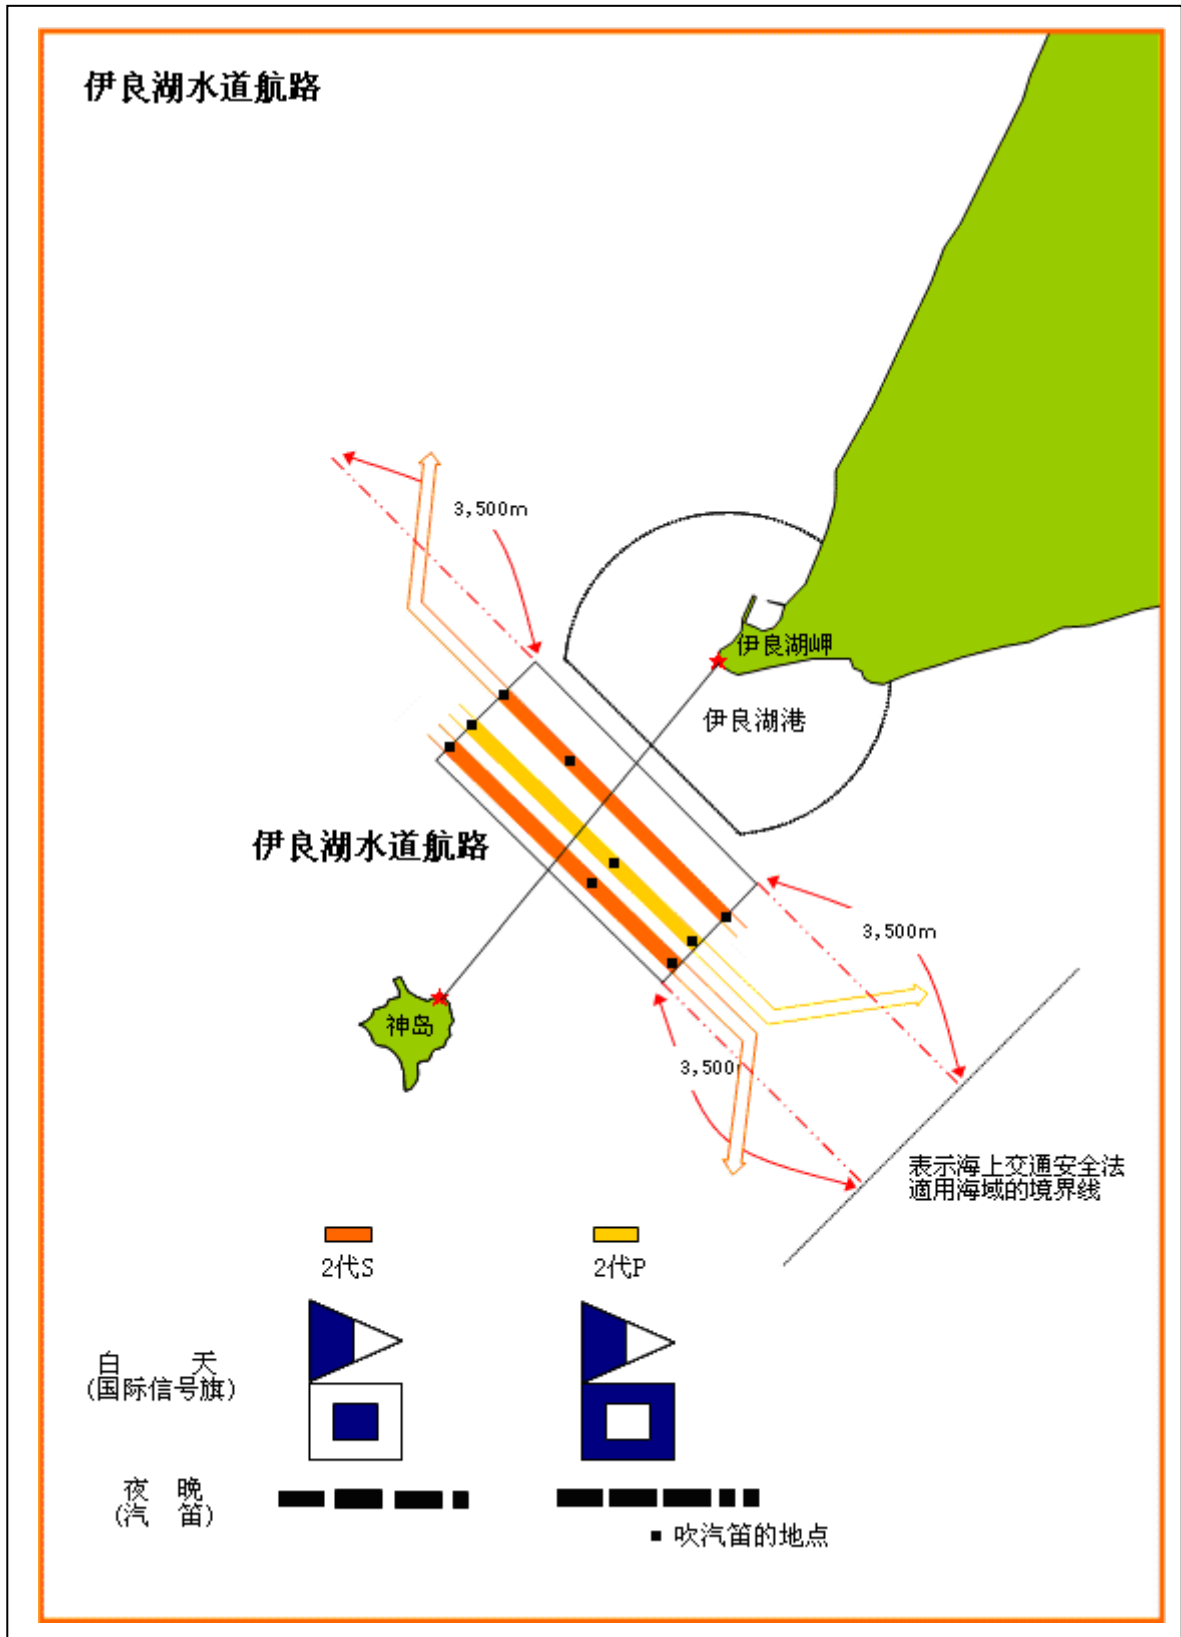 伊良湖水道航路
3,500m
伊良湖岬
伊良湖港
伊良湖水道航路
3,500m
神岛
3,500m
表示海上交通安全法
適用海域的境界线
2代S
2代P
白 天
(国际信号旗)
夜 晚
(汽 笛)
吹汽笛的地点